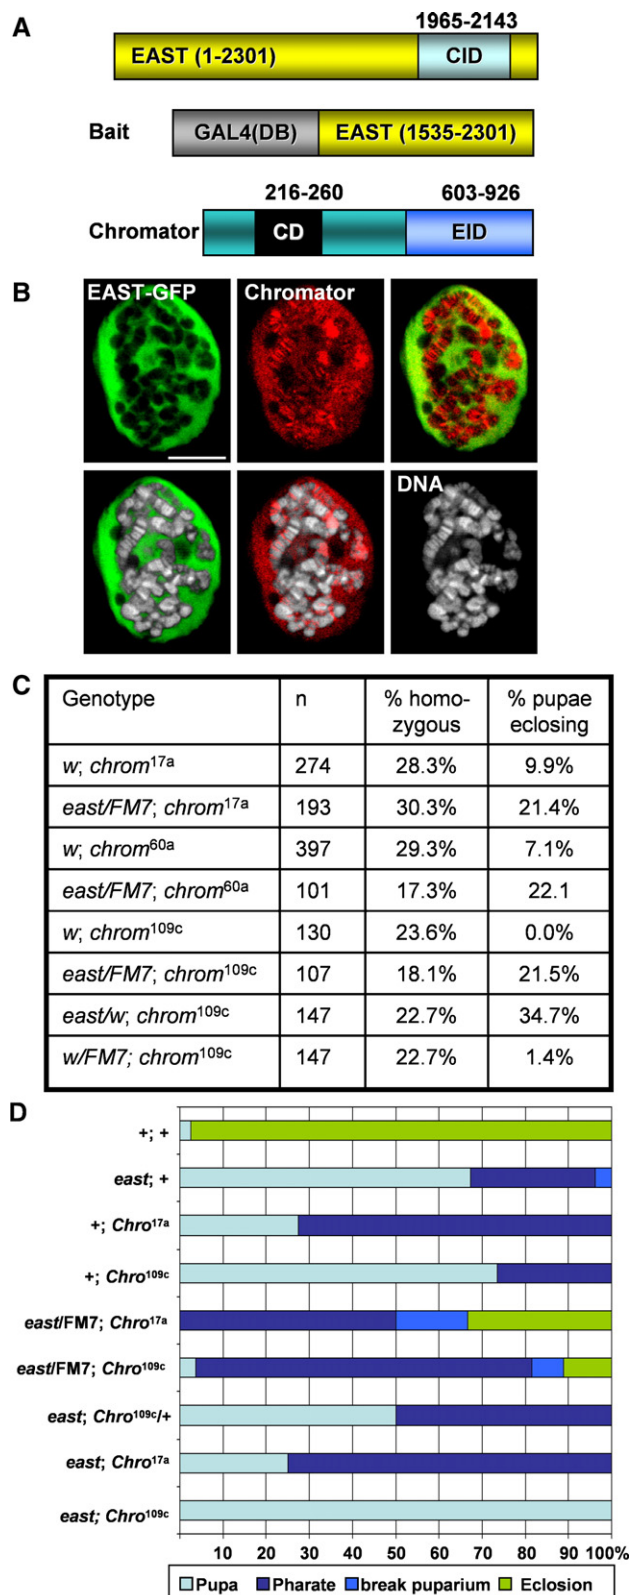 A
1965-2143
EAST (1-2301)
CID
Bait
GAL4(DB)
EAST (1535-2301)
216-260
603-926
Chromator
CD
EID
B
EAST-GFP
Chromator
DNA
C
Genotype n % homo-zygous % pupae eclosing
w; chrom17a 274 28.3% 9.9%
east/FM7; chrom17a 193 30.3% 21.4%
w; chrom60a 397 29.3% 7.1%
east/FM7; chrom60a 101 17.3% 22.1
w; chrom109c 130 23.6% 0.0%
east/FM7; chrom109c 107 18.1% 21.5%
east/w; chrom109c 147 22.7% 34.7%
w/FM7; chrom109c 147 22.7% 1.4%
D
+; +
east; +
+; Chro17a
+; Chro109c
east/FM7; Chro17a
east/FM7; Chro109c
east; Chro109c/+
east; Chro17a
east; Chro109c
10 20 30 40 50 60 70 80 90 100%
Pupa Pharate break puparium Eclosion